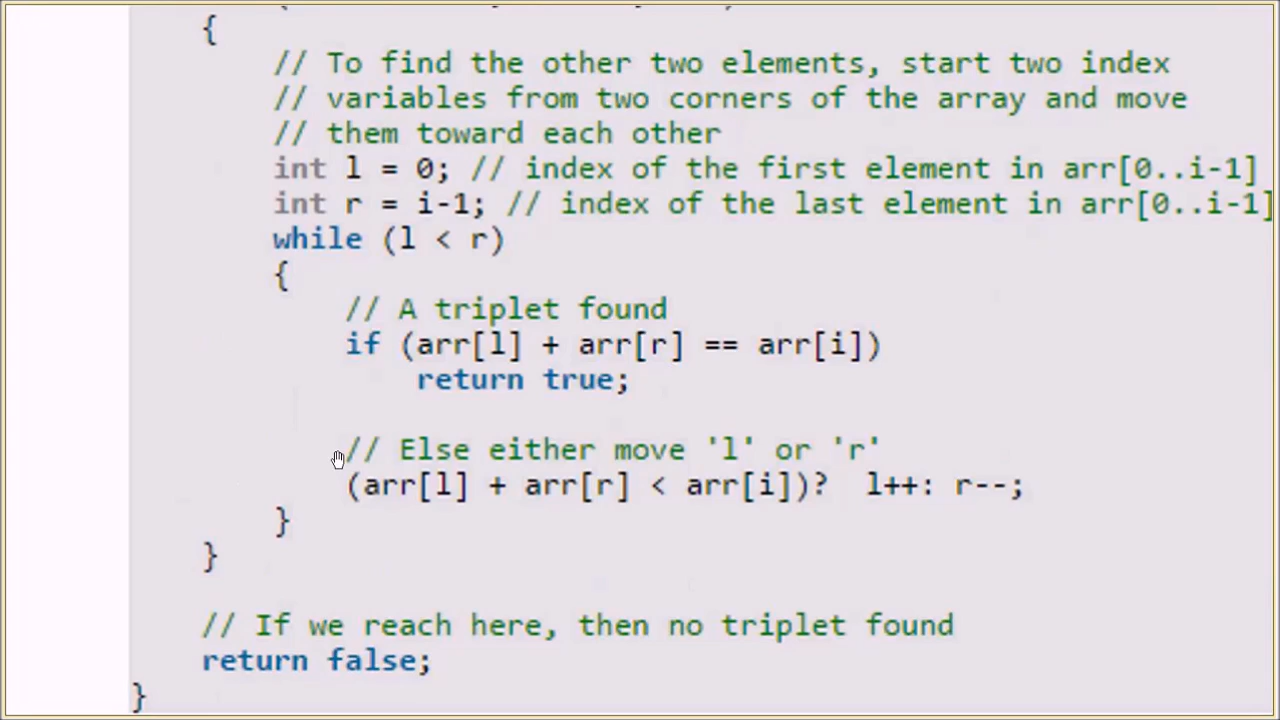 {
// To find the other two elements, start two index
// variables from two corners of the array and move
// them toward each other
int l = 0; // index of the first element in arr[0..i-1]
int r = i-1; // index of the last element in arr[0..i-1]
while (l < r)
{
// A triplet found
if (arr[l] + arr[r] == arr[i])
return true;
// Else either move 'l' or 'r'
(arr[l] + arr[r] < arr[i])? l++: r--;
}
}
// If we reach here, then no triplet found
return false;
}